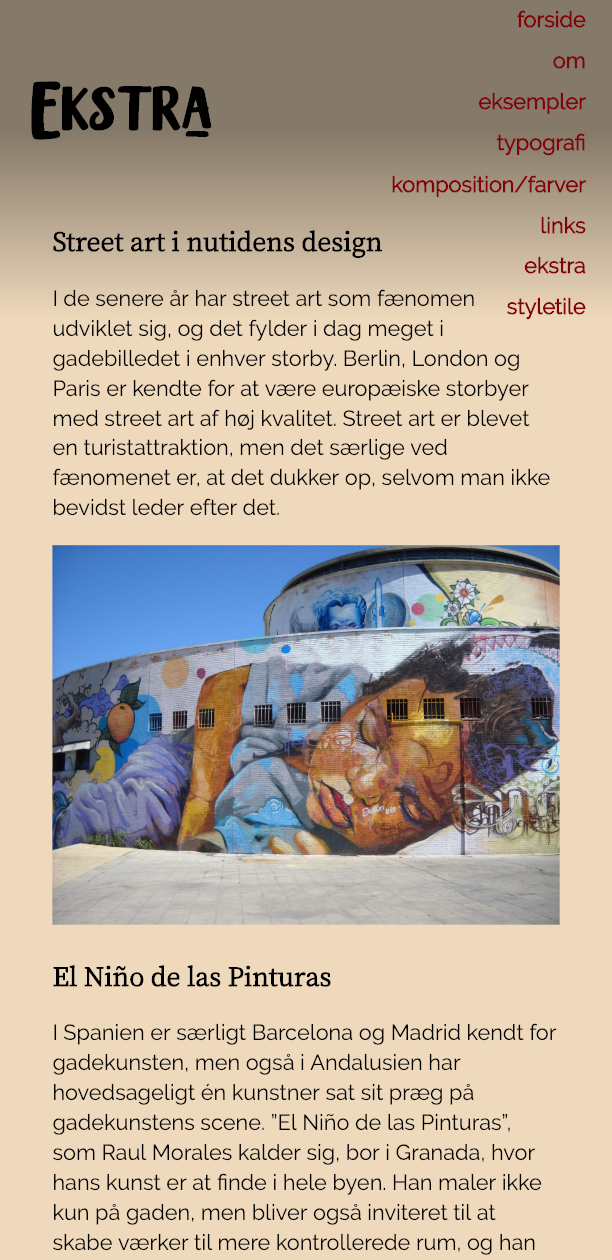 forside
om
eksempler
typografi
komposition/farver
links
ekstra
styletile
Ekstra
Street art i nutidens design
I de senere år har street art som fænomen
udviklet sig, og det fylder i dag meget i
gadebilledet i enhver storby. Berlin, London og
Paris er kendte for at være europæiske storbyer
med street art af høj kvalitet. Street art er blevet
en turistattraktion, men det særlige ved
fænomenet er, at det dukker op, selvom man ikke
bevidst leder efter det.
El Niño de las Pinturas
I Spanien er særligt Barcelona og Madrid kendt for
gadekunsten, men også i Andalusien har
hovedsageligt én kunstner sat sit præg på
gadekunstens scene. ”El Niño de las Pinturas”,
som Raul Morales kalder sig, bor i Granada, hvor
hans kunst er at finde i hele byen. Han maler ikke
kun på gaden, men bliver også inviteret til at
skabe værker til mere kontrollerede rum, og han